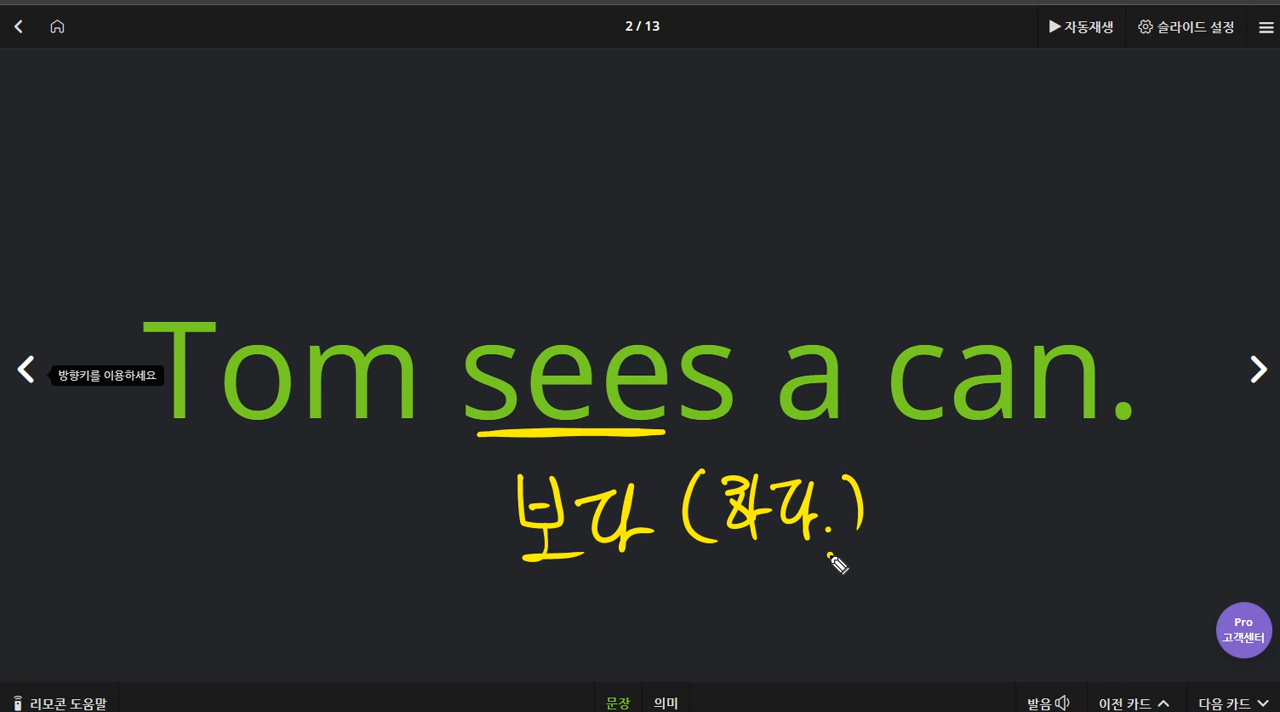 2 / 13
자동재생
슬라이드 설정
방향키를 이용하세요
Tom sees a can.
보다 (하다.)
Pro
고객센터
리모콘 도움말
문장
의미
발음
이전 카드
다음 카드